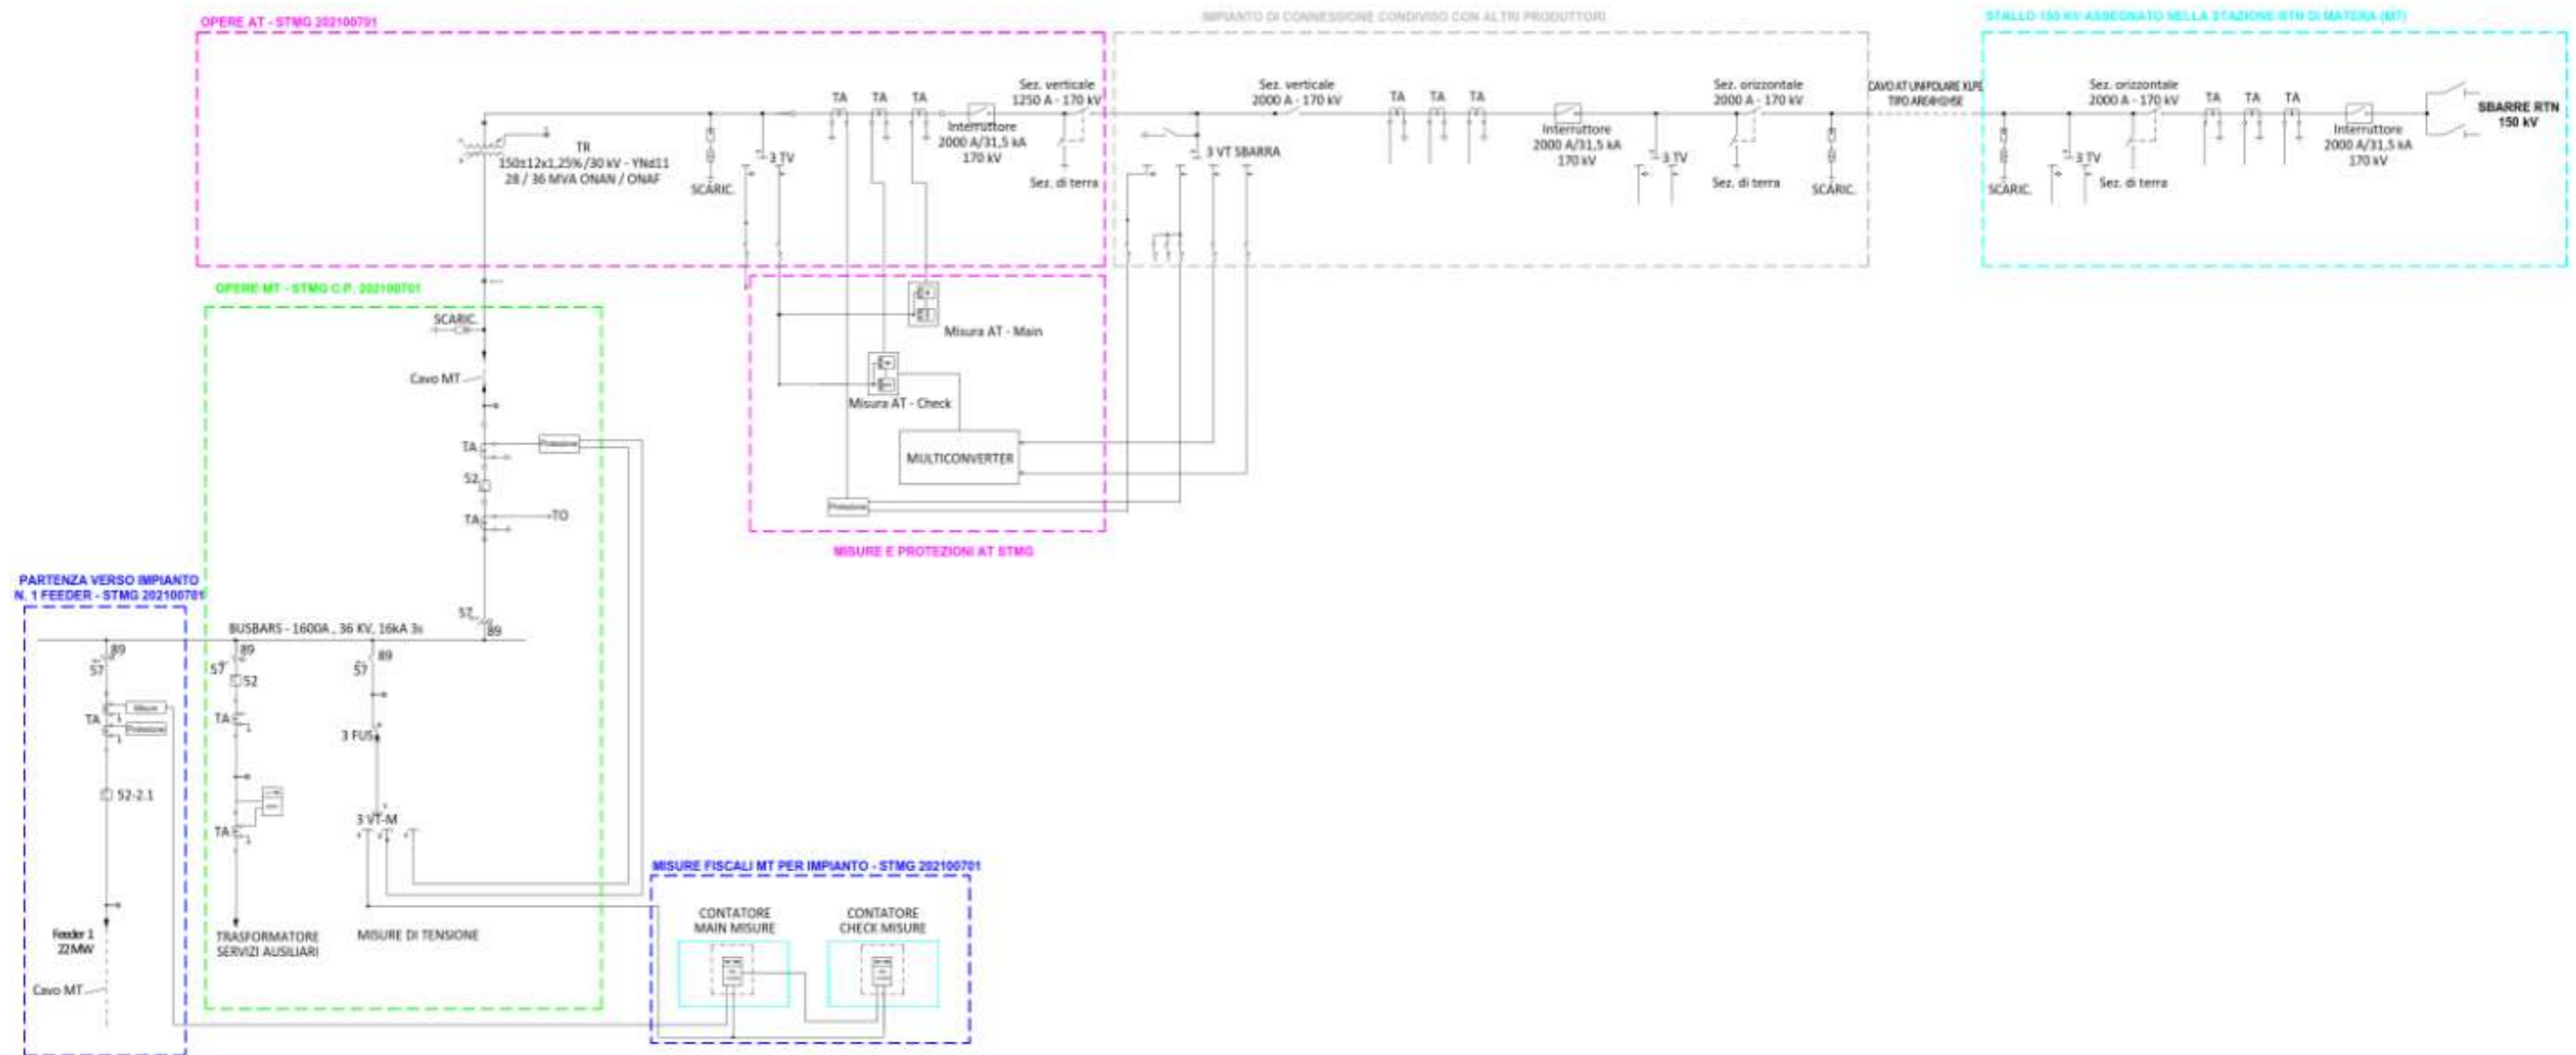 OPERE AT - STMG 202100701
IMPIANTO DI CONNESSIONE CONDIVISO CON ALTRI PRODUTTORI
STALLO 150 KV ASSEGNATO NELLA STAZIONE RTN DI MATERA (MT)
TR
150±12x1,25%/30 kV - YNd11
28 / 36 MVA ONAN / ONAF
SCARIC.
3 TV
TA
TA
TA
Interruttore
2000 A/31,5 kA
170 kV
Sez. verticale
1250 A - 170 kV
Sez. di terra
3 VT SBARRA
Sez. verticale
2000 A - 170 kV
TA
TA
TA
Interruttore
2000 A/31,5 kA
170 kV
3 TV
Sez. orizzontale
2000 A - 170 kV
Sez. di terra
SCARIC.
CAVO AT UNIPOLARE XLPE
TIPO
SCARIC.
3 TV
Sez. orizzontale
2000 A - 170 kV
Sez. di terra
TA
TA
TA
Interruttore
2000 A/31,5 kA
170 kV
SBARRE RTN
150 kV
OPERE MT - STMG C.P. 202100701
SCARIC.
Cavo MT
TA
Protezione
52
TA
TO
57
89
BUSBARS - 1600A , 36 KV, 16kA 3s
Misura AT - Main
Misura AT - Check
MULTICONVERTER
Protezione
MISURE E PROTEZIONI AT STMG
PARTENZA VERSO IMPIANTO
N. 1 FEEDER - STMG 202100701
89
57
TA
Misure
Protezione
52-2.1
Feeder 1
22MW
Cavo MT
89
57
52
TA
TA
TRASFORMATORE
SERVIZI AUSILIARI
89
57
3 FUS
3 VT-M
MISURE DI TENSIONE
MISURE FISCALI MT PER IMPIANTO - STMG 202100701
CONTATORE
MAIN MISURE
CONTATORE
CHECK MISURE